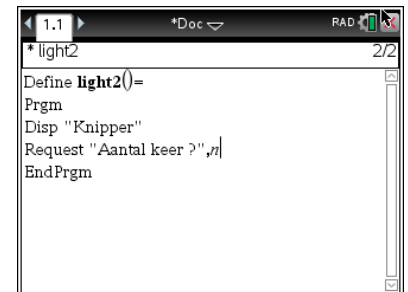 1.1 *Doc RAD
* light2 2/2
Define light2()=
Prgm
Disp "Knipper"
Request "Aantal keer ?",n
EndPrgm